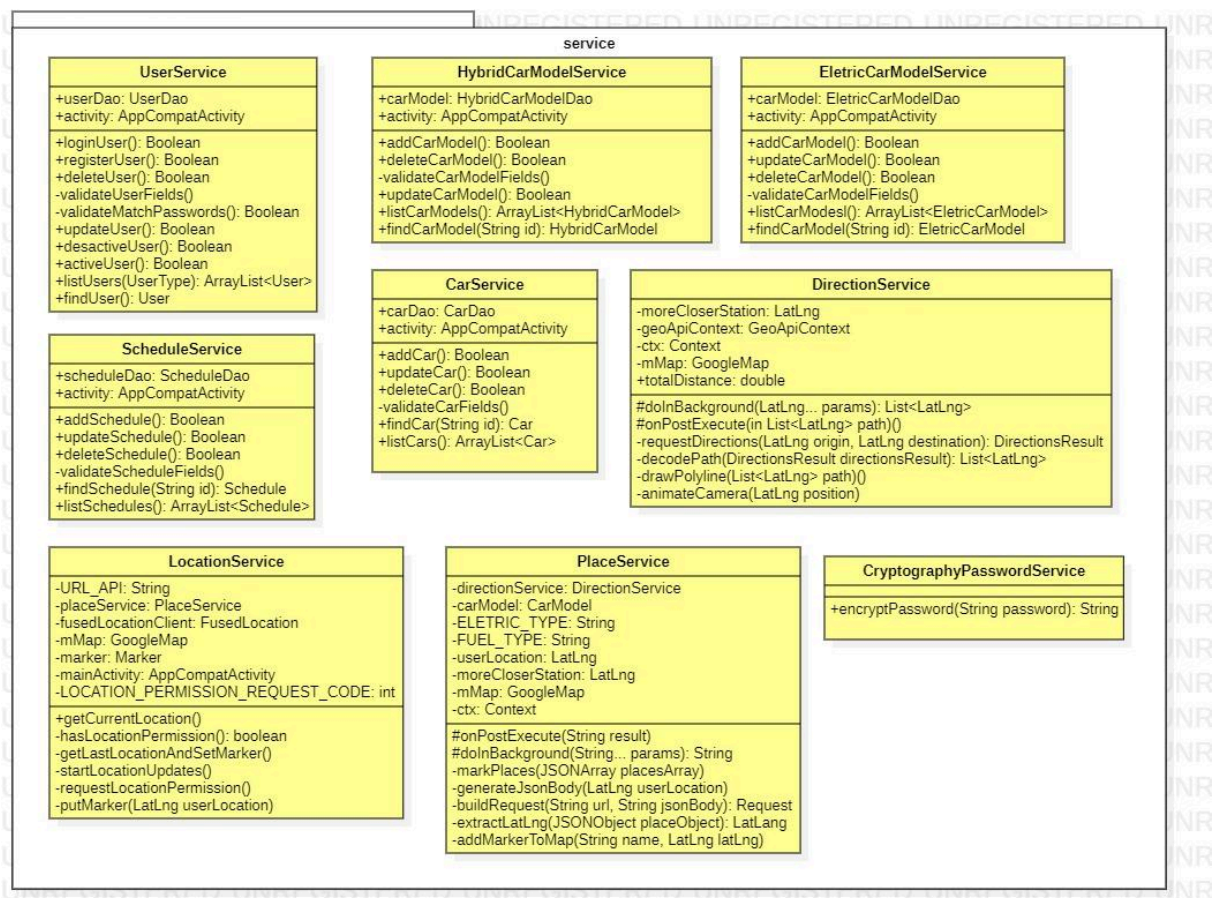 UNREGISTERED UNREGISTERED UNR
service
UserService
+userDao: UserDao
+activity: AppCompatActivity
+loginUser(): Boolean
+registerUser(): Boolean
+deleteUser(): Boolean
-validateUserFields()
-validateMatchPasswords(): Boolean
+updateUser(): Boolean
+desactiveUser(): Boolean
+activeUser(): Boolean
+listUsers(UserType): ArrayList<User>
+findUser(): User
HybridCarModelService
+carModel: HybridCarModelDao
+activity: AppCompatActivity
+addCarModel(): Boolean
+deleteCarModel(): Boolean
-validateCarModelFields()
+updateCarModel(): Boolean
+listCarModels(): ArrayList<HybridCarModel>
+findCarModel(String id): HybridCarModel
EletricCarModelService
+carModel: EletricCarModelDao
+activity: AppCompatActivity
+addCarModel(): Boolean
+updateCarModel(): Boolean
+deleteCarModel(): Boolean
-validateCarModelFields()
+listCarModesl(): ArrayList<EletricCarModel>
+findCarModel(String id): EletricCarModel
ScheduleService
+scheduleDao: ScheduleDao
+activity: AppCompatActivity
+addSchedule(): Boolean
+updateSchedule(): Boolean
+deleteSchedule(): Boolean
-validateScheduleFields()
+findSchedule(String id): Schedule
+listSchedules(): ArrayList<Schedule>
CarService
+carDao: CarDao
+activity: AppCompatActivity
+addCar(): Boolean
+updateCar(): Boolean
+deleteCar(): Boolean
-validateCarFields()
+findCar(String id): Car
+listCars(): ArrayList<Car>
DirectionService
-moreCloserStation: LatLng
-geoApiContext: GeoApiContext
-ctx: Context
-mMap: GoogleMap
+totalDistance: double
#doInBackground(LatLng... params): List<LatLng>
#onPostExecute(in List<LatLng> path)()
-requestDirections(LatLng origin, LatLng destination): DirectionsResult
-decodePath(DirectionsResult directionsResult): List<LatLng>
-drawPolyline(List<LatLng> path)()
-animateCamera(LatLng position)
LocationService
-URL_API: String
-placeService: PlaceService
-fusedLocationClient: FusedLocation
-mMap: GoogleMap
-marker: Marker
-mainActivity: AppCompatActivity
-LOCATION_PERMISSION_REQUEST_CODE: int
+getCurrentLocation()
-hasLocationPermission(): boolean
-getLastLocationAndSetMarker()
-startLocationUpdates()
-requestLocationPermission()
-putMarker(LatLng userLocation)
PlaceService
-directionService: DirectionService
-carModel: CarModel
-ELETRIC_TYPE: String
-FUEL_TYPE: String
-userLocation: LatLng
-moreCloserStation: LatLng
-mMap: GoogleMap
-ctx: Context
#onPostExecute(String result)
#doInBackground(String... params): String
-markPlaces(JSONArray placesArray)
-generateJsonBody(LatLng userLocation)
-buildRequest(String url, String jsonBody): Request
-extractLatLng(JSONObject placeObject): LatLang
-addMarkerToMap(String name, LatLng latLng)
CryptographyPasswordService
+encryptPassword(String password): String